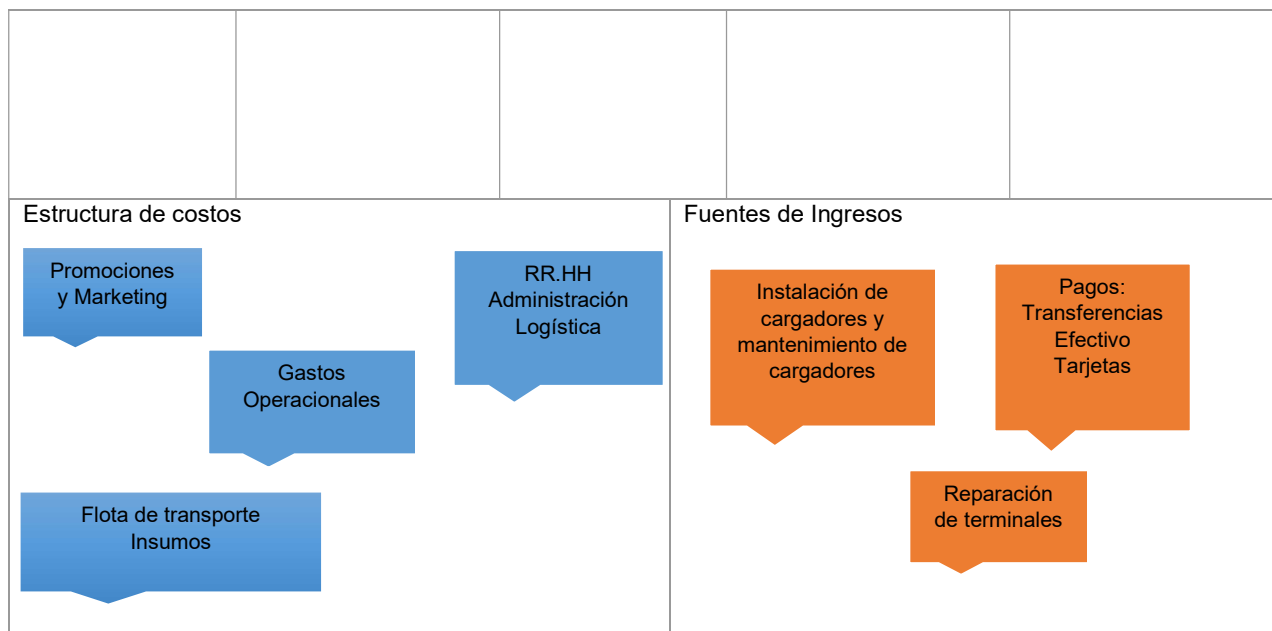 Estructura de costos
Promociones
y Marketing
RR.HH
Administración
Logística
Gastos
Operacionales
Flota de transporte
Insumos
Fuentes de Ingresos
Instalación de
cargadores y
mantenimiento de
cargadores
Pagos:
Transferencias
Efectivo
Tarjetas
Reparación
de terminales